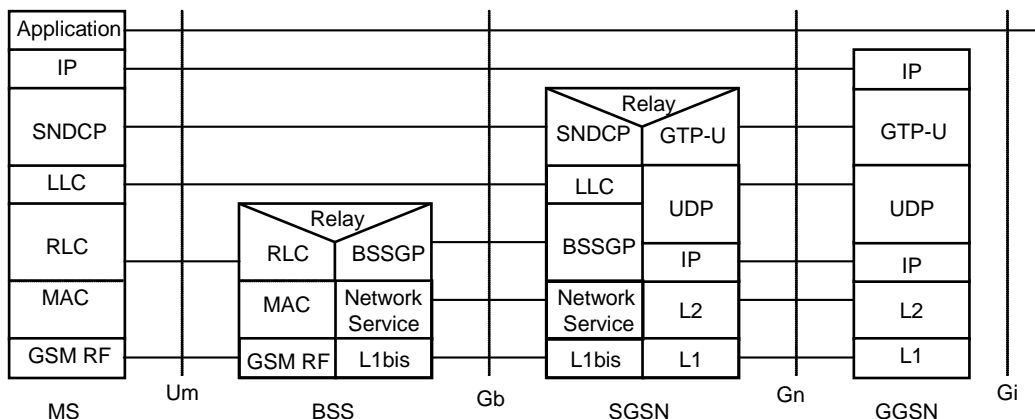 Application
IP
SNDCP
LLC
RLC
MAC
GSM RF
MS
Um
Relay
RLC
BSSGP
MAC
Network
Service
GSM RF
L1bis
BSS
Gb
Relay
SNDCP
GTP-U
LLC
UDP
BSSGP
IP
Network
Service
L2
L1bis
L1
SGSN
Gn
IP
GTP-U
UDP
IP
L2
L1
GGSN
Gi